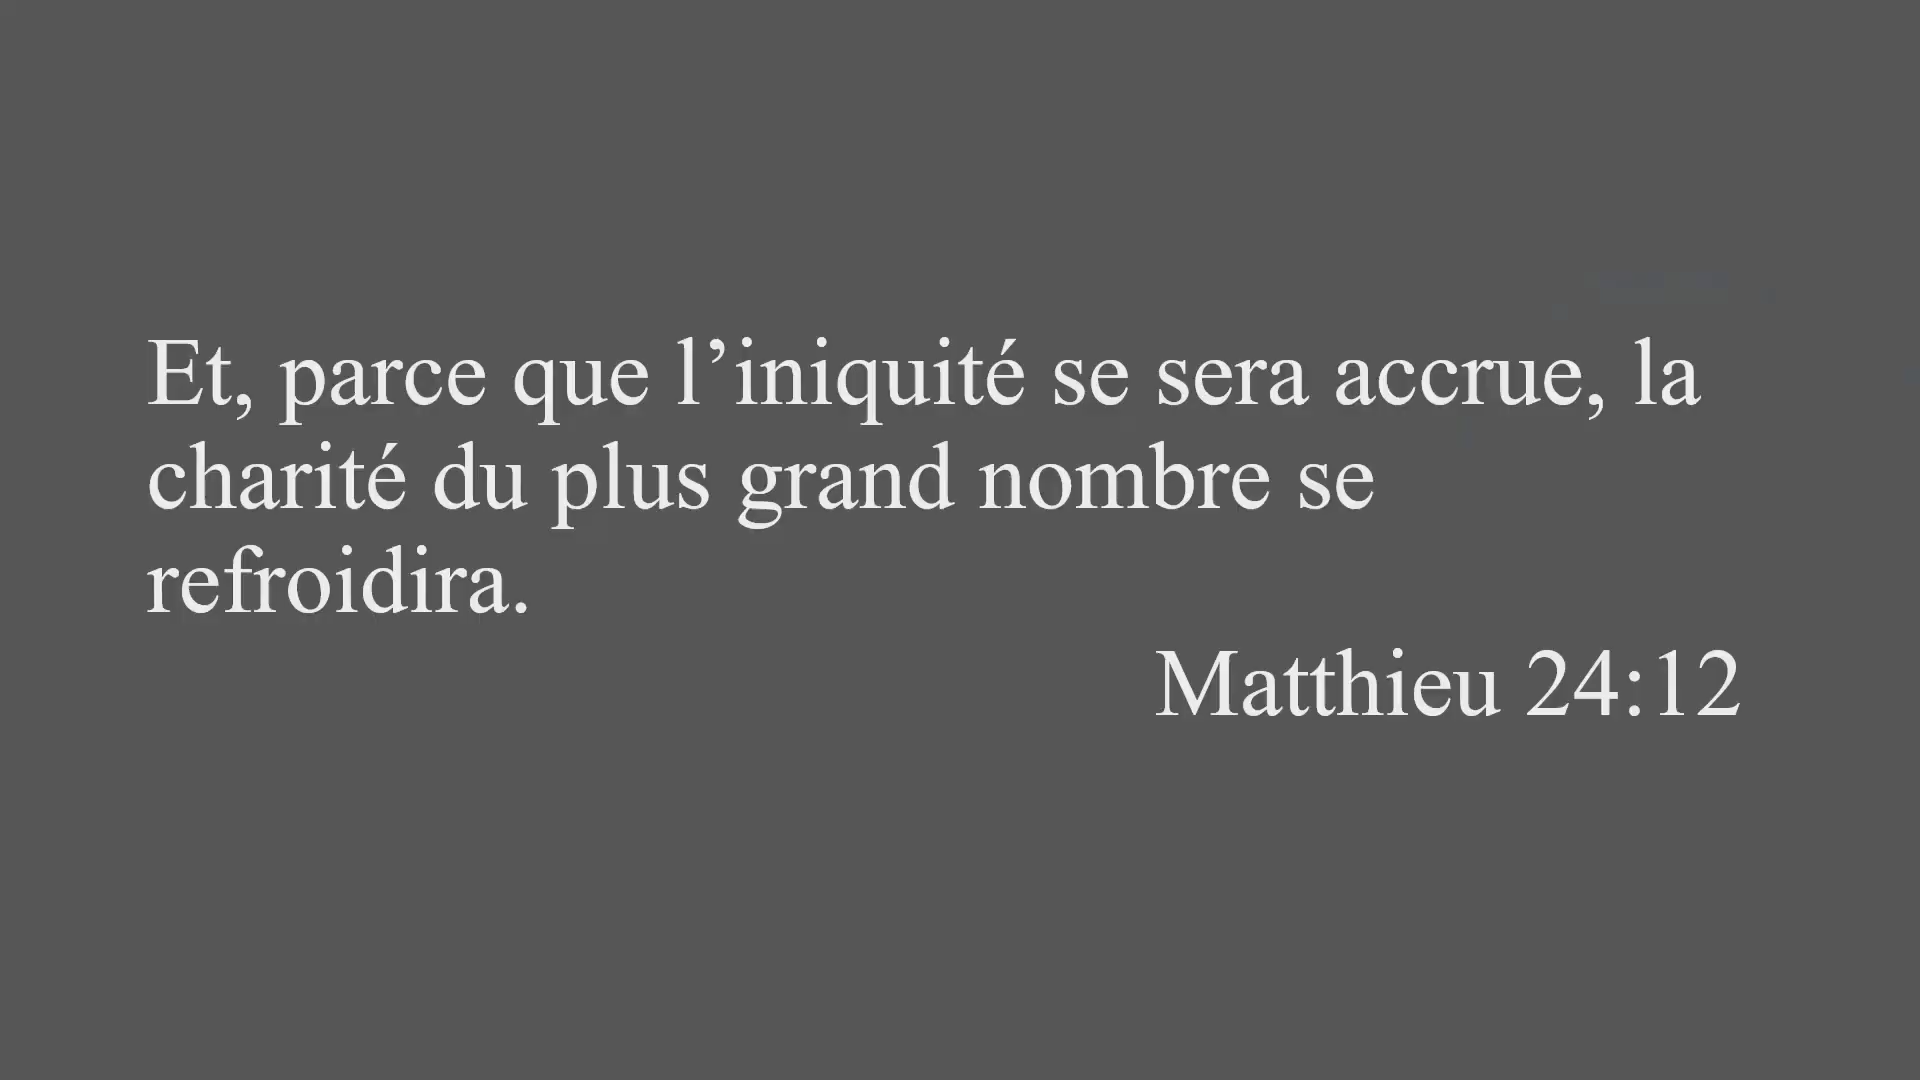 Et, parce que l’iniquité se sera accrue, la
charité du plus grand nombre se
refroidira.
Matthieu 24:12